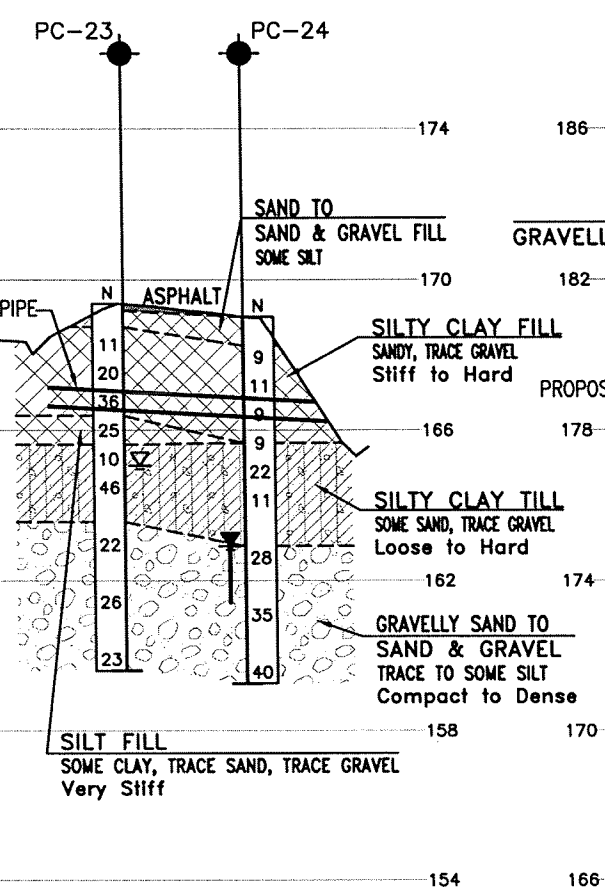 PC-23
PC-24
174
186
SAND TO
SAND & GRAVEL FILL
SOME SILT
GRAVELL
170
182
N
ASPHALT
N
PIPE
SILTY CLAY FILL
SANDY, TRACE GRAVEL
Stiff to Hard
PROPOS
11
20
36
25
10
46
22
26
23
9
11
9
9
22
11
28
35
40
166
178
SILTY CLAY TILL
SOME SAND, TRACE GRAVEL
Loose to Hard
162
174
GRAVELLY SAND TO
SAND & GRAVEL
TRACE TO SOME SILT
Compact to Dense
158
170
SILT FILL
SOME CLAY, TRACE SAND, TRACE GRAVEL
Very Stiff
154
166